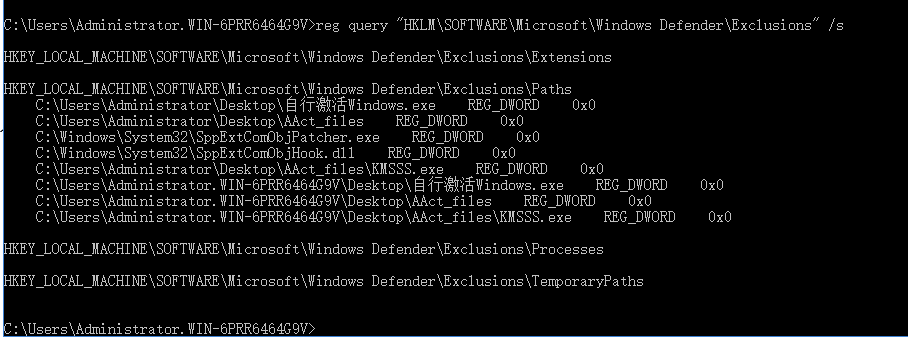 C:\Users\Administrator.WIN-6PRR6464G9V>reg query "HKLM\SOFTWARE\Microsoft\Windows Defender\Exclusions" /s
HKEY_LOCAL_MACHINE\SOFTWARE\Microsoft\Windows Defender\Exclusions\Extensions
HKEY_LOCAL_MACHINE\SOFTWARE\Microsoft\Windows Defender\Exclusions\Paths
C:\Users\Administrator\Desktop\自行激活Windows.exe    REG_DWORD    0x0
C:\Users\Administrator\Desktop\AAct_files    REG_DWORD    0x0
C:\Windows\System32\SppExtComObjPatcher.exe    REG_DWORD    0x0
C:\Windows\System32\SppExtComObjHook.dll    REG_DWORD    0x0
C:\Users\Administrator\Desktop\AAct_files\KMSSS.exe    REG_DWORD    0x0
C:\Users\Administrator.WIN-6PRR6464G9V\Desktop\自行激活Windows.exe    REG_DWORD    0x0
C:\Users\Administrator.WIN-6PRR6464G9V\Desktop\AAct_files    REG_DWORD    0x0
C:\Users\Administrator.WIN-6PRR6464G9V\Desktop\AAct_files\KMSSS.exe    REG_DWORD    0x0
HKEY_LOCAL_MACHINE\SOFTWARE\Microsoft\Windows Defender\Exclusions\Processes
HKEY_LOCAL_MACHINE\SOFTWARE\Microsoft\Windows Defender\Exclusions\TemporaryPaths
C:\Users\Administrator.WIN-6PRR6464G9V>